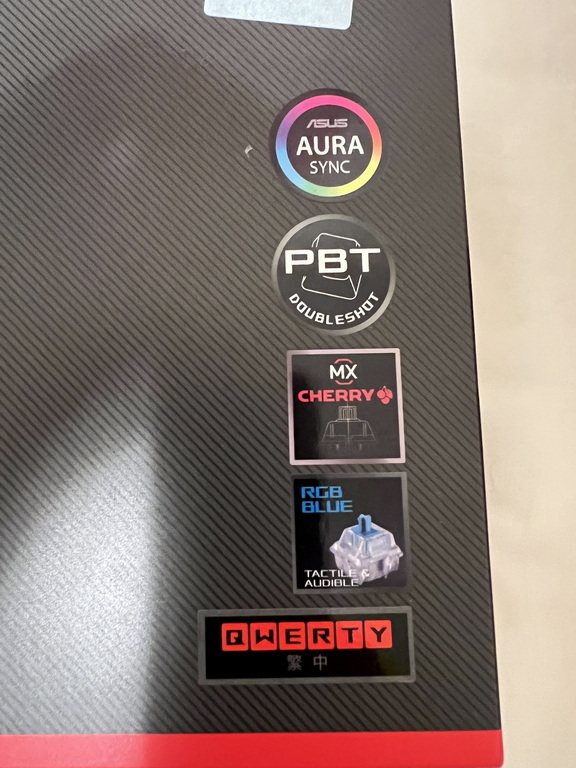 ASUS
AURA
SYNC
PBT
DOUBLESHOT
MX
CHERRY
RGB
BLUE
TACTILE &
AUDIBLE
QWERTY
繁中